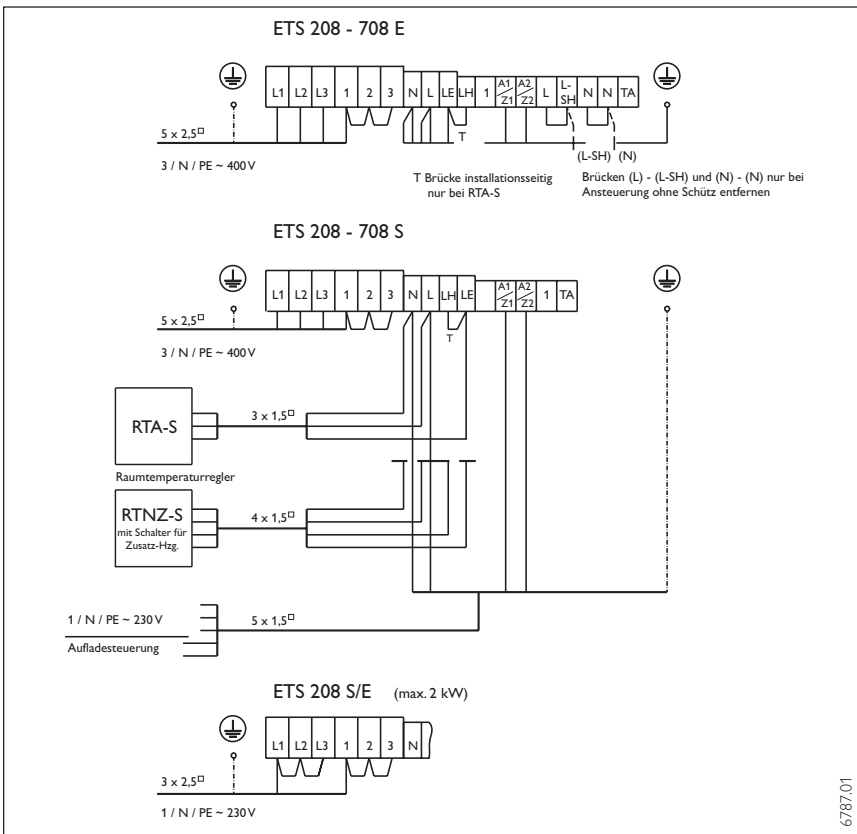 ETS 208 - 708 E
L1 L2 L3 1 2 3 N L LE LH 1 A1/Z1 A2/Z2 L L-SH N N TA
T
5 x 2,5□
3 / N / PE ~ 400 V
(L-SH) (N)
T Brücke installationsseitig
nur bei RTA-S
Brücken (L) - (L-SH) und (N) - (N) nur bei
Ansteuerung ohne Schütz entfernen
ETS 208 - 708 S
L1 L2 L3 1 2 3 N L LH LE A1/Z1 A2/Z2 1 TA
T
5 x 2,5□
3 / N / PE ~ 400 V
RTA-S
3 x 1,5□
Raumtemperaturregler
RTNZ-S
mit Schalter für
Zusatz-Hzg.
4 x 1,5□
1 / N / PE ~ 230 V
5 x 1,5□
Aufladesteuerung
ETS 208 S/E (max. 2 kW)
L1 L2 L3 1 2 3 N
3 x 2,5□
1 / N / PE ~ 230 V
6787.01